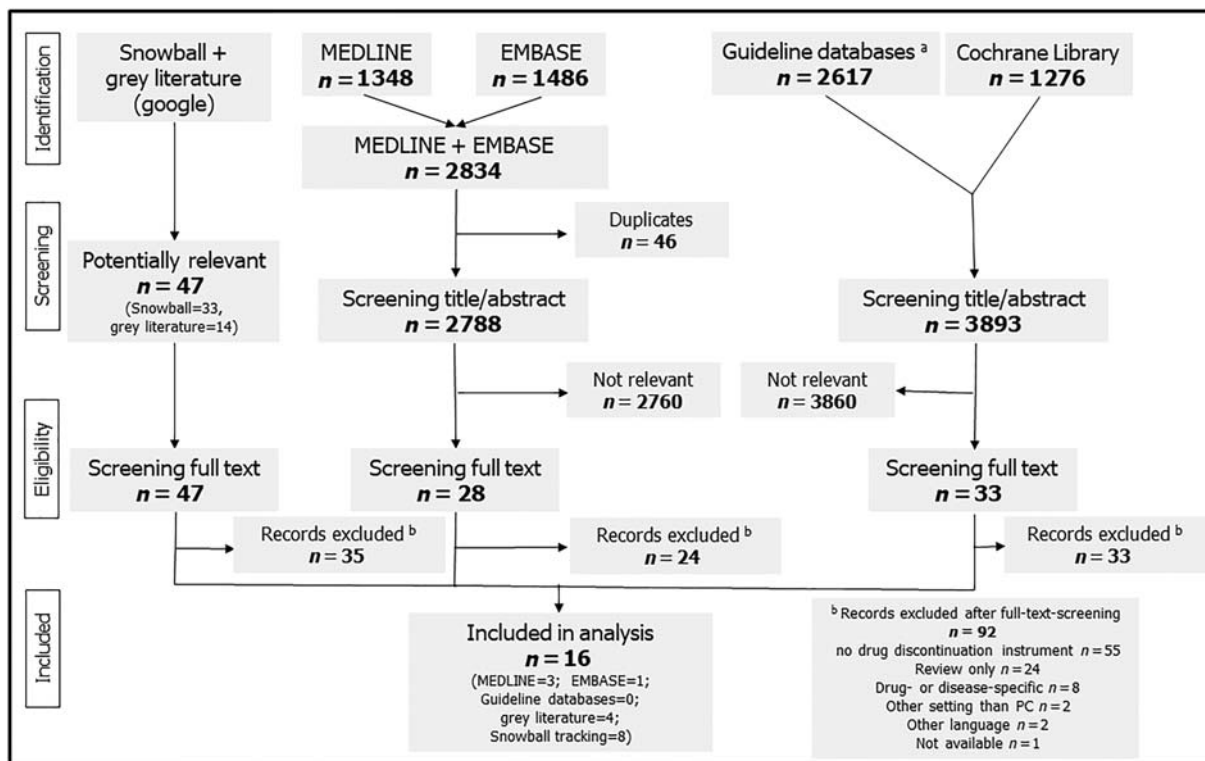 Identification
Snowball +
grey literature
(google)
MEDLINE
n = 1348
EMBASE
n = 1486
Guideline databases a
n = 2617
Cochrane Library
n = 1276
MEDLINE + EMBASE
n = 2834
Duplicates
n = 46
Screening
Potentially relevant
n = 47
(Snowball=33,
grey literature=14)
Screening title/abstract
n = 2788
Screening title/abstract
n = 3893
Not relevant
n = 2760
Not relevant
n = 3860
Eligibility
Screening full text
n = 47
Screening full text
n = 28
Screening full text
n = 33
Records excluded b
n = 35
Records excluded b
n = 24
Records excluded b
n = 33
Included
Included in analysis
n = 16
(MEDLINE=3; EMBASE=1;
Guideline databases=0;
grey literature=4;
Snowball tracking=8)
b Records excluded after full-text-screening
n = 92
no drug discontinuation instrument n = 55
Review only n = 24
Drug- or disease-specific n = 8
Other setting than PC n = 2
Other language n = 2
Not available n = 1